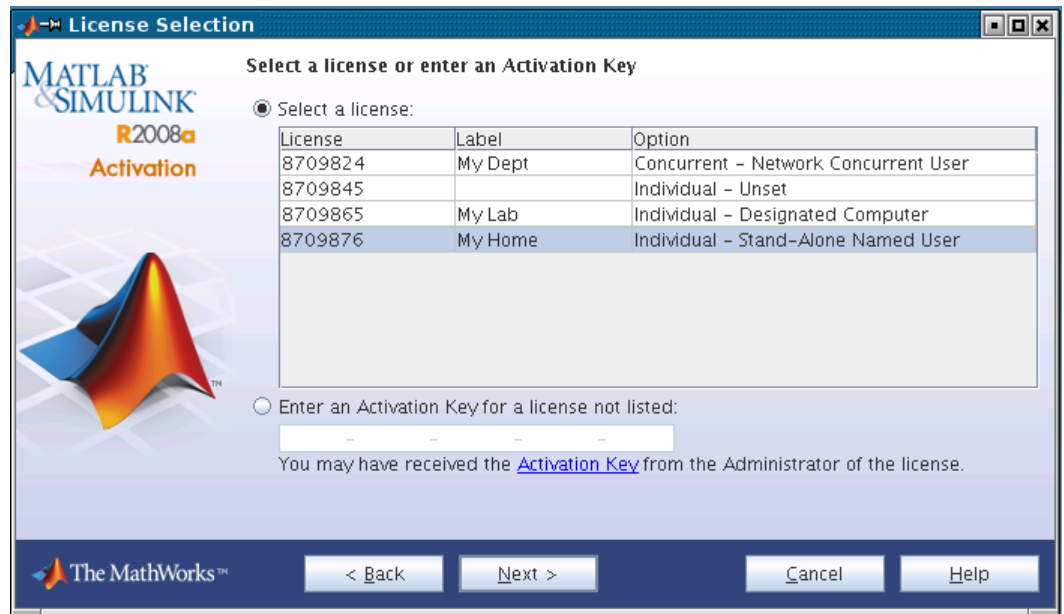 License Selection
MATLAB
&SIMULINK
R2008a
Activation
Select a license or enter an Activation Key
Select a license:
License Label Option
8709824 My Dept Concurrent – Network Concurrent User
8709845 Individual – Unset
8709865 My Lab Individual – Designated Computer
8709876 My Home Individual – Stand–Alone Named User
TM
Enter an Activation Key for a license not listed:
– – – –
You may have received the Activation Key from the Administrator of the license.
The MathWorks™
< Back Next > Cancel Help